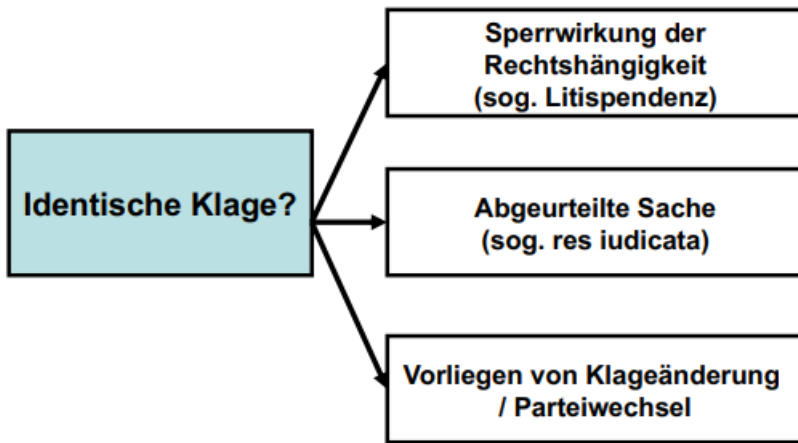 Identische Klage?
Sperrwirkung der
Rechtshängigkeit
(sog. Litispendenz)
Abgeurteilte Sache
(sog. res iudicata)
Vorliegen von Klageänderung
/ Parteiwechsel